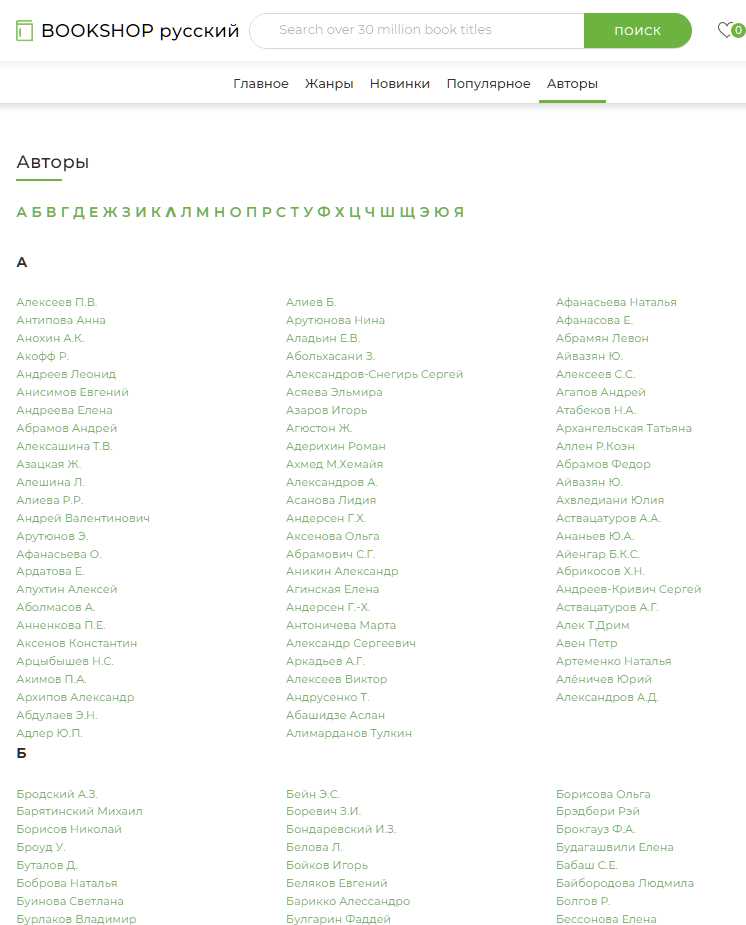 BOOKSHOP русский
Search over 30 million book titles
ПОИСК
0
Главное Жанры Новинки Популярное Авторы
Авторы
А Б В Г Д Е Ж З И К Л Л М Н О П Р С Т У Ф Х Ц Ч Ш Щ Э Ю Я
А
Алексеев П.В.
Антипова Анна
Анохин А.К.
Акофф Р.
Андреев Леонид
Анисимов Евгений
Андреева Елена
Абрамов Андрей
Алексашина Т.В.
Азацкая Ж.
Алешина Л.
Алиева Р.Р.
Андрей Валентинович
Арутюнов Э.
Афанасьева О.
Ардатова Е.
Апухтин Алексей
Аболмасов А.
Анненкова П.Е.
Аксенов Константин
Арцыбышев Н.С.
Акимов П.А.
Архипов Александр
Абдулаев Э.Н.
Адлер Ю.П.
Алиев Б.
Арутюнова Нина
Аладьин Е.В.
Абольхасани З.
Александров-Снегирь Сергей
Асяева Эльмира
Азаров Игорь
Агюстон Ж.
Адерихин Роман
Ахмед М.Хемайя
Александров А.
Асанова Лидия
Андерсен Г.Х.
Аксенова Ольга
Абрамович С.Г.
Аникин Александр
Агинская Елена
Андерсен Г.-Х.
Антоничева Марта
Александр Сергеевич
Аркадьев А.Г.
Алексеев Виктор
Андрусенко Т.
Абашидзе Аслан
Алимарданов Тулкин
Афанасьева Наталья
Афанасова Е.
Абрамян Левон
Айвазян Ю.
Алексеев С.С.
Агапов Андрей
Атабеков Н.А.
Архангельская Татьяна
Аллен Р.Коэн
Абрамов Федор
Айвазян Ю.
Ахвледиани Юлия
Аствацатуров А.А.
Ананьев Ю.А.
Айенгар Б.К.С.
Абрикосов Х.Н.
Андреев-Кривич Сергей
Аствацатуров А.Г.
Алек Т.Дрим
Авен Петр
Артеменко Наталья
Алёничев Юрий
Александров А.Д.
Б
Бродский А.З.
Барятинский Михаил
Борисов Николай
Броуд У.
Буталов Д.
Боброва Наталья
Буинова Светлана
Бурлаков Владимир
Бейн Э.С.
Боревич З.И.
Бондаревский И.З.
Белова Л.
Бойков Игорь
Беляков Евгений
Барикко Алессандро
Булгарин Фаддей
Борисова Ольга
Брэдбери Рэй
Брокгауз Ф.А.
Будагашвили Елена
Бабаш С.Е.
Байбородова Людмила
Болгов Р.
Бессонова Елена